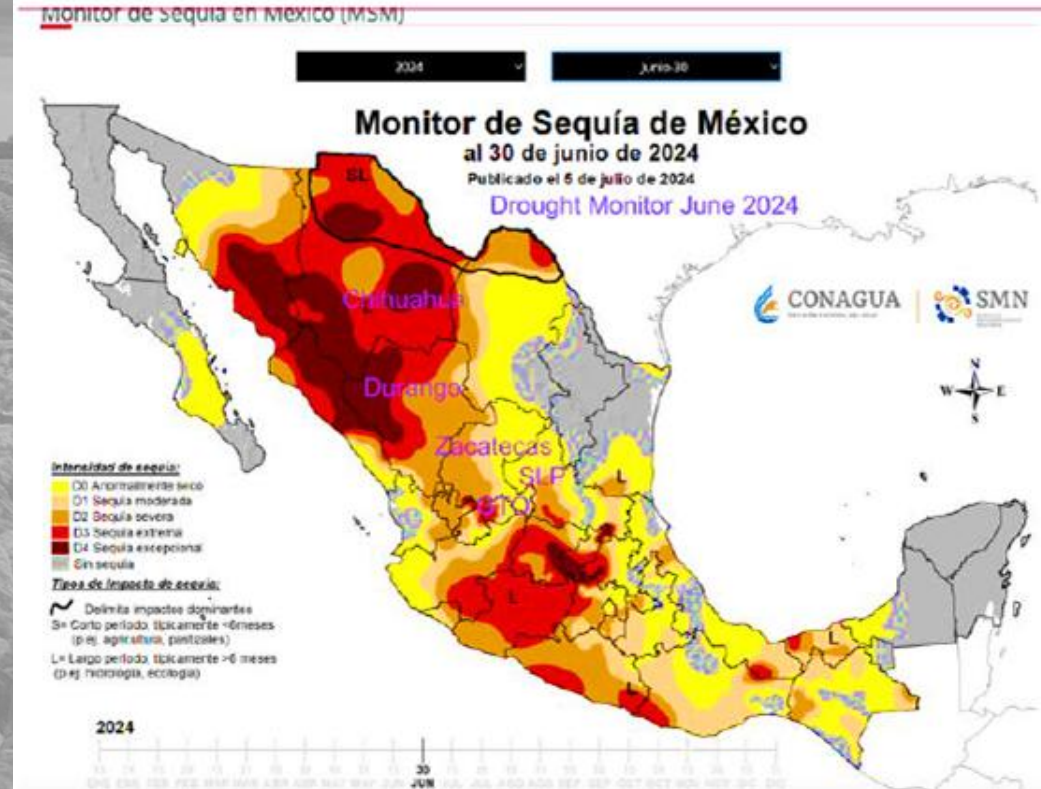 Monitor de Sequía en México (MSM)
2024
Junio-30
Monitor de Sequía de México
al 30 de junio de 2024
Publicado el 5 de julio de 2024
Drought Monitor June 2024
SL
CONAGUA
SMN
Chihuahua
N
W E
S
Durango
Zacatecas
SLP
GTO
L
L
L
L
Intensidad de sequía:
D0 Anormalmente seco
D1 Sequía moderada
D2 Sequía severa
D3 Sequía extrema
D4 Sequía excepcional
Sin sequía
Tipos de Impacto de sequía:
Delimita impactos dominantes
S= Corto período, típicamente <6 meses
(p.ej. agricultura, pastizales)
L= Largo período, típicamente >6 meses
(p.ej. hidrología, ecología)
2024
30
JUN